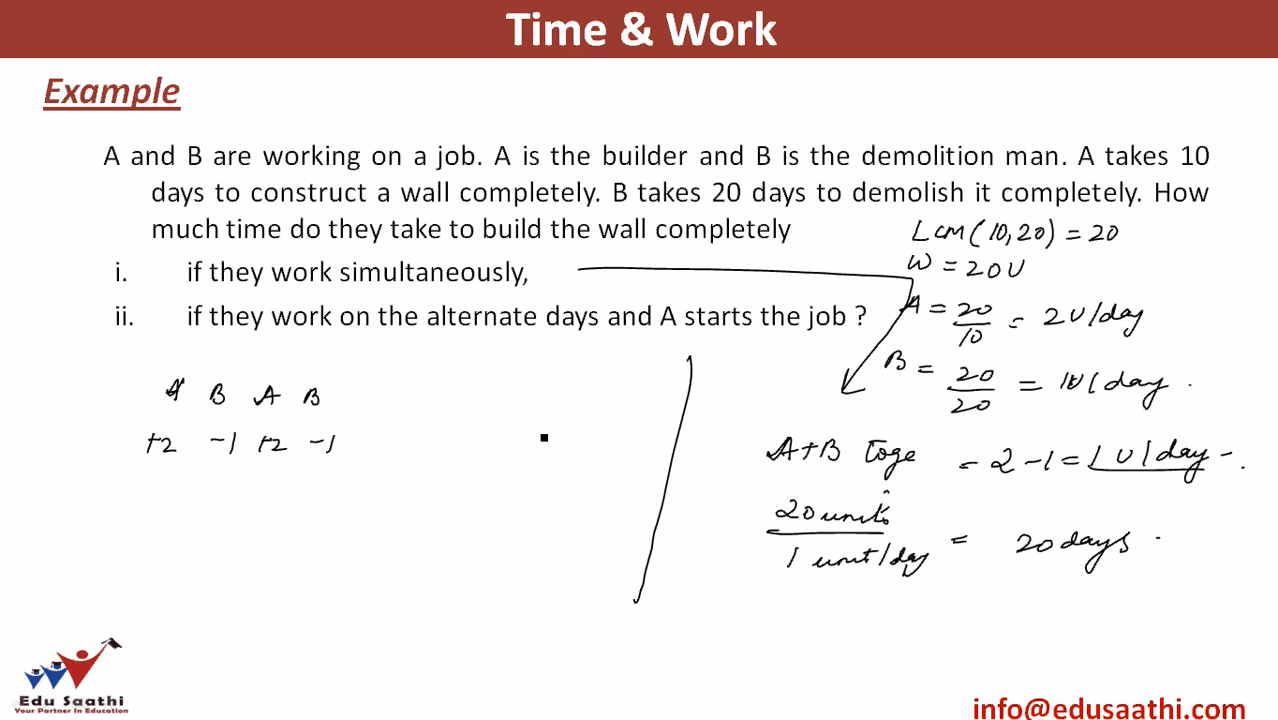 Time & Work
Example
A and B are working on a job. A is the builder and B is the demolition man. A takes 10
days to construct a wall completely. B takes 20 days to demolish it completely. How
much time do they take to build the wall completely
i. if they work simultaneously,
ii. if they work on the alternate days and A starts the job ?
LCM(10,20) = 20
W = 20U
A = 20/10 = 2U/day
B = 20/20 = 1U/day
A B A B
+2 -1 +2 -1
A+B toge = 2-1 = 1U/day
20 units / 1 unit/day = 20 days
Edu Saathi
Your Partner in Education
info@edusaathi.com